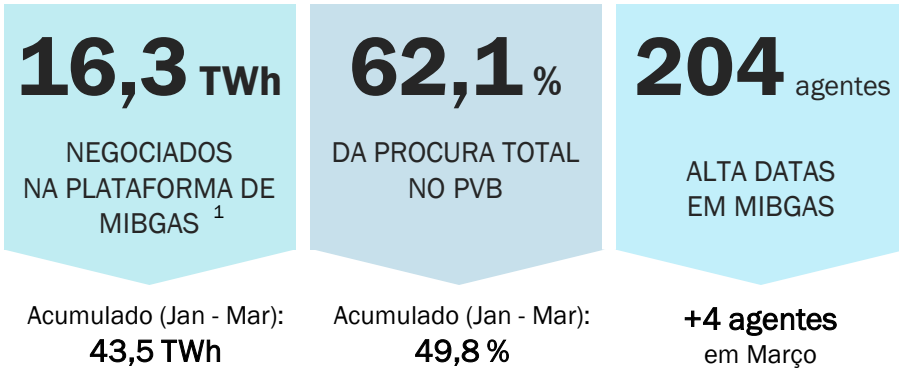 16,3 TWh
NEGOCIADOS
NA PLATAFORMA DE
MIBGAS 1
Acumulado (Jan - Mar):
43,5 TWh
62,1 %
DA PROCURA TOTAL
NO PVB
Acumulado (Jan - Mar):
49,8 %
204 agentes
ALTA DATAS
EM MIBGAS
+4 agentes
em Março